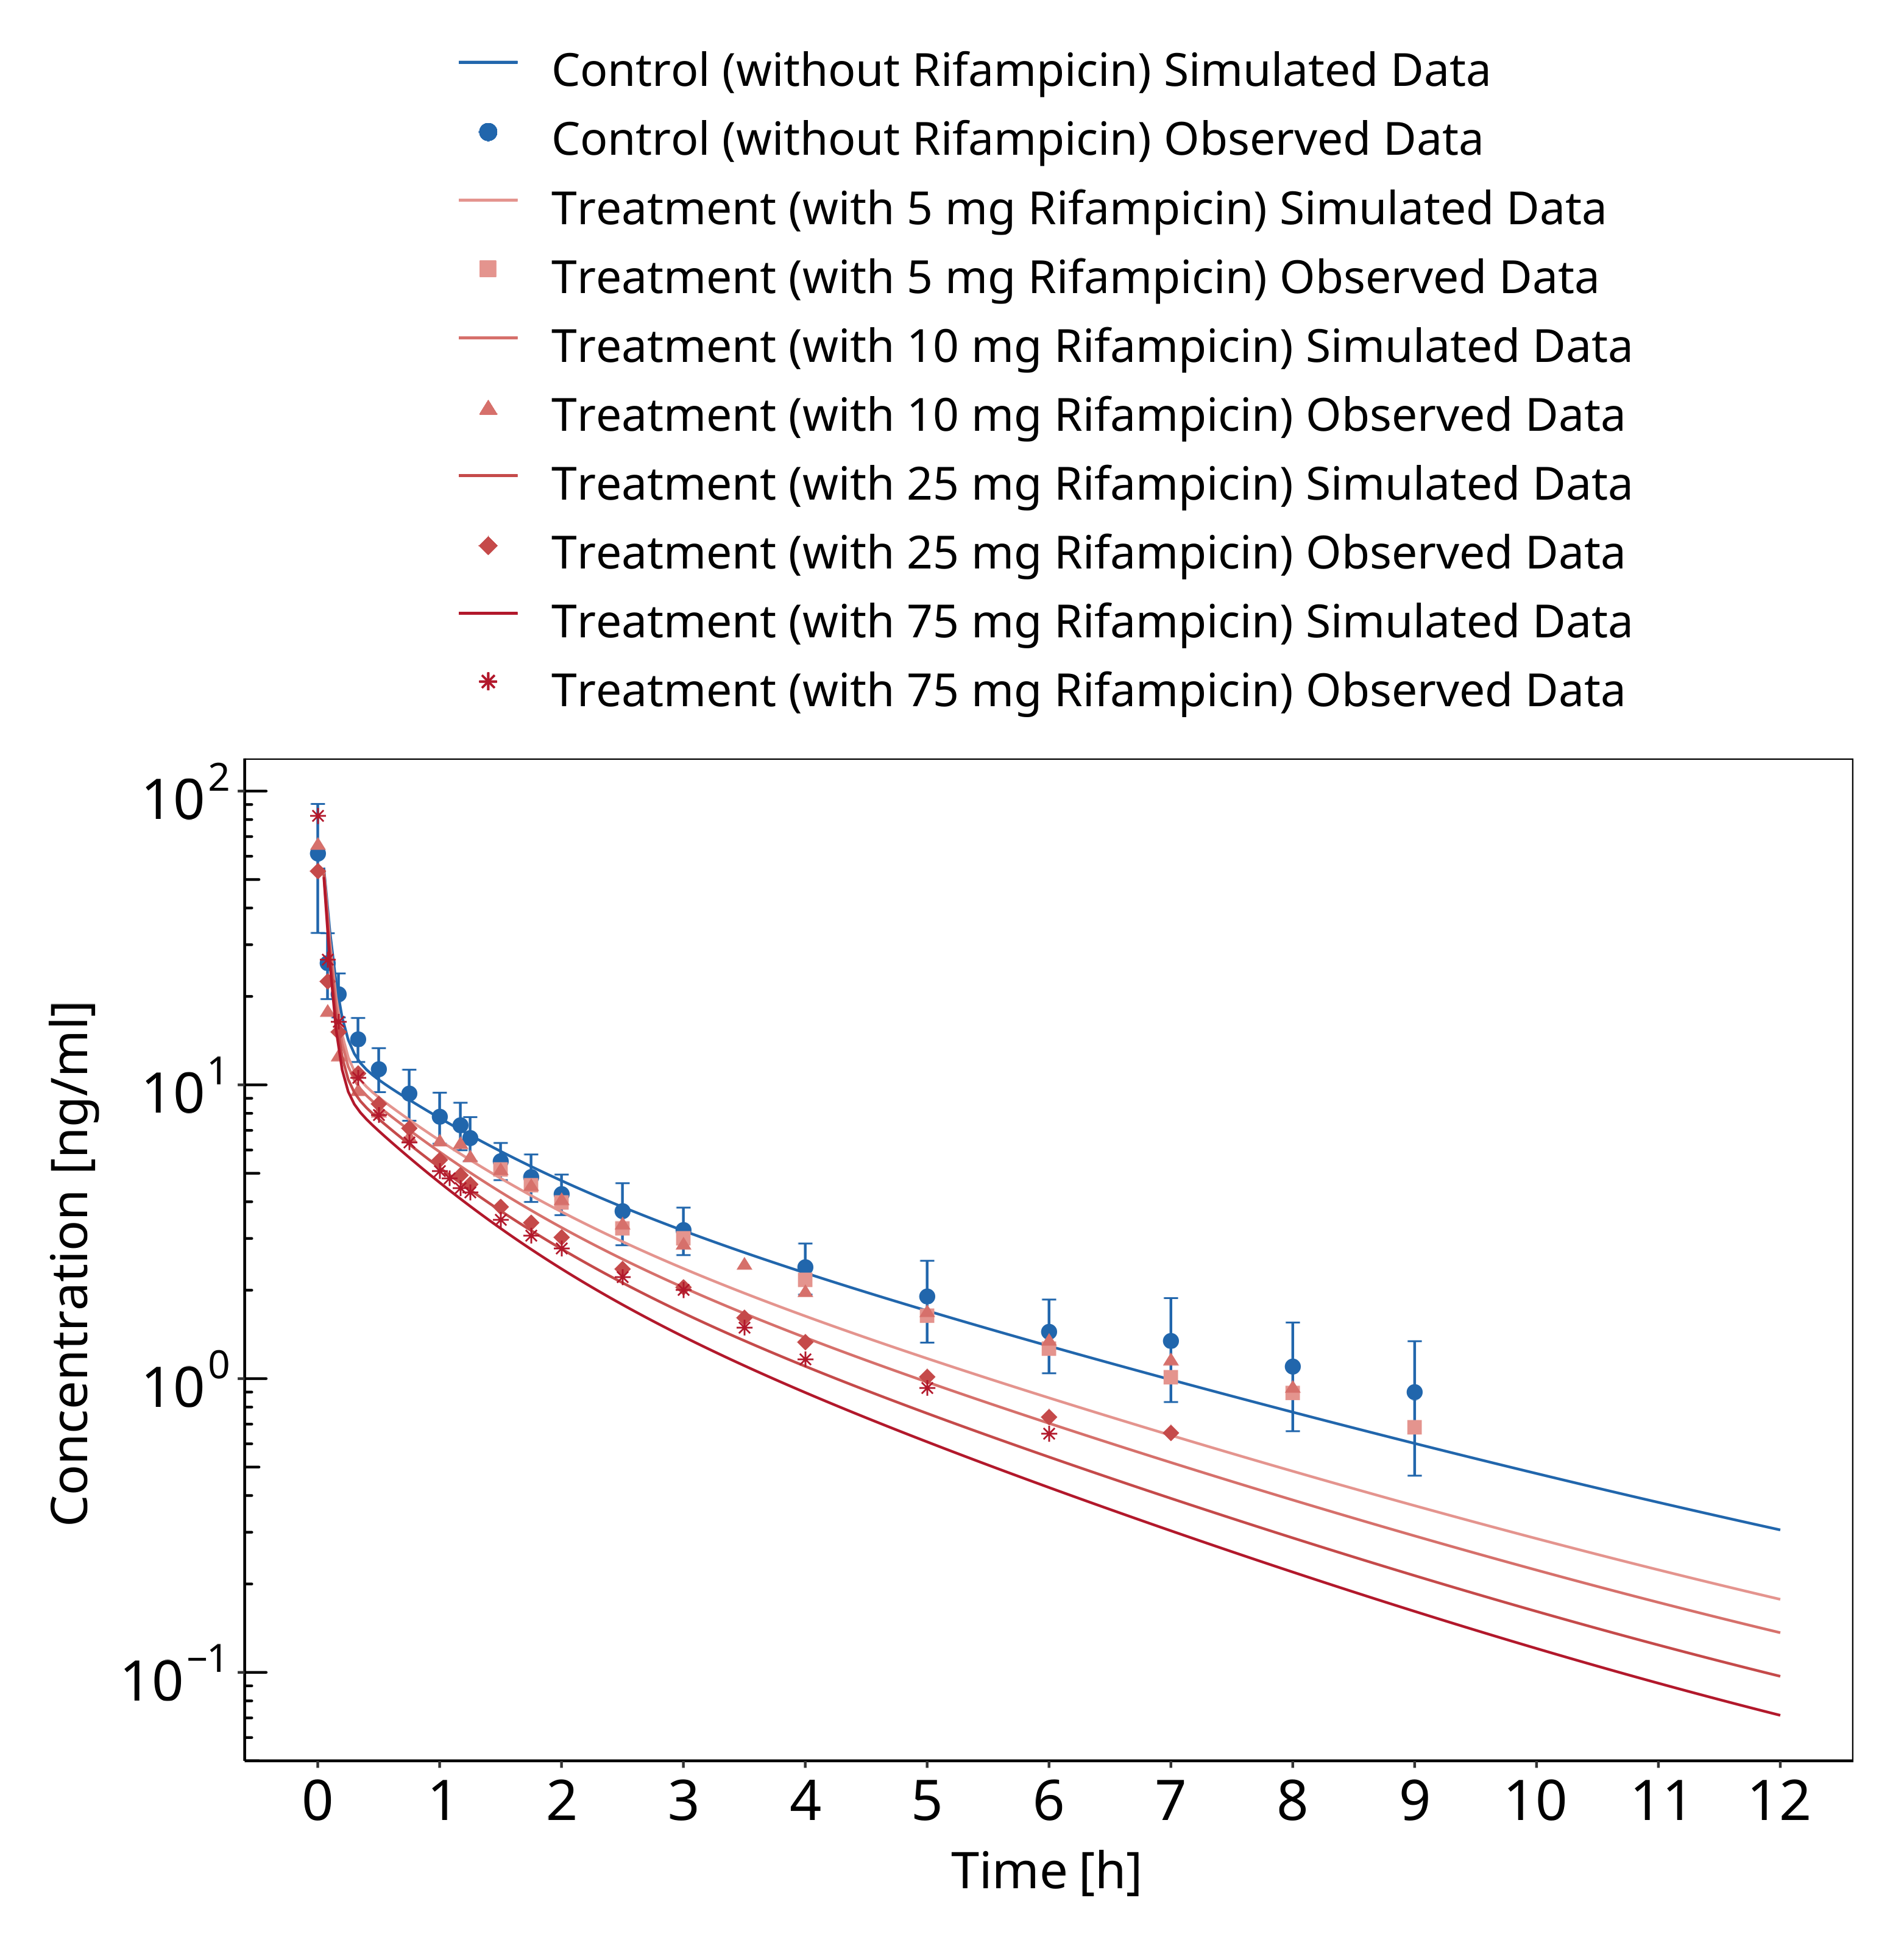 Control (without Rifampicin) Simulated Data
Control (without Rifampicin) Observed Data
Treatment (with 5 mg Rifampicin) Simulated Data
Treatment (with 5 mg Rifampicin) Observed Data
Treatment (with 10 mg Rifampicin) Simulated Data
Treatment (with 10 mg Rifampicin) Observed Data
Treatment (with 25 mg Rifampicin) Simulated Data
Treatment (with 25 mg Rifampicin) Observed Data
Treatment (with 75 mg Rifampicin) Simulated Data
Treatment (with 75 mg Rifampicin) Observed Data
10²
10¹
10⁰
10⁻¹
Concentration [ng/ml]
0 1 2 3 4 5 6 7 8 9 10 11 12
Time [h]